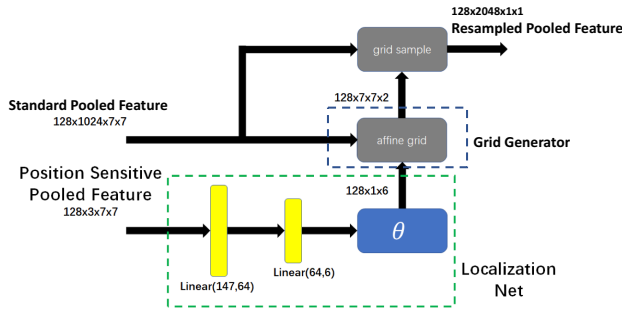 128x2048x1x1
Resampled Pooled Feature
grid sample
128x7x7x2
Standard Pooled Feature
128x1024x7x7
affine grid
Grid Generator
128x1x6
Position Sensitive
Pooled Feature
128x3x7x7
θ
Linear(64,6)
Linear(147,64)
Localization
Net